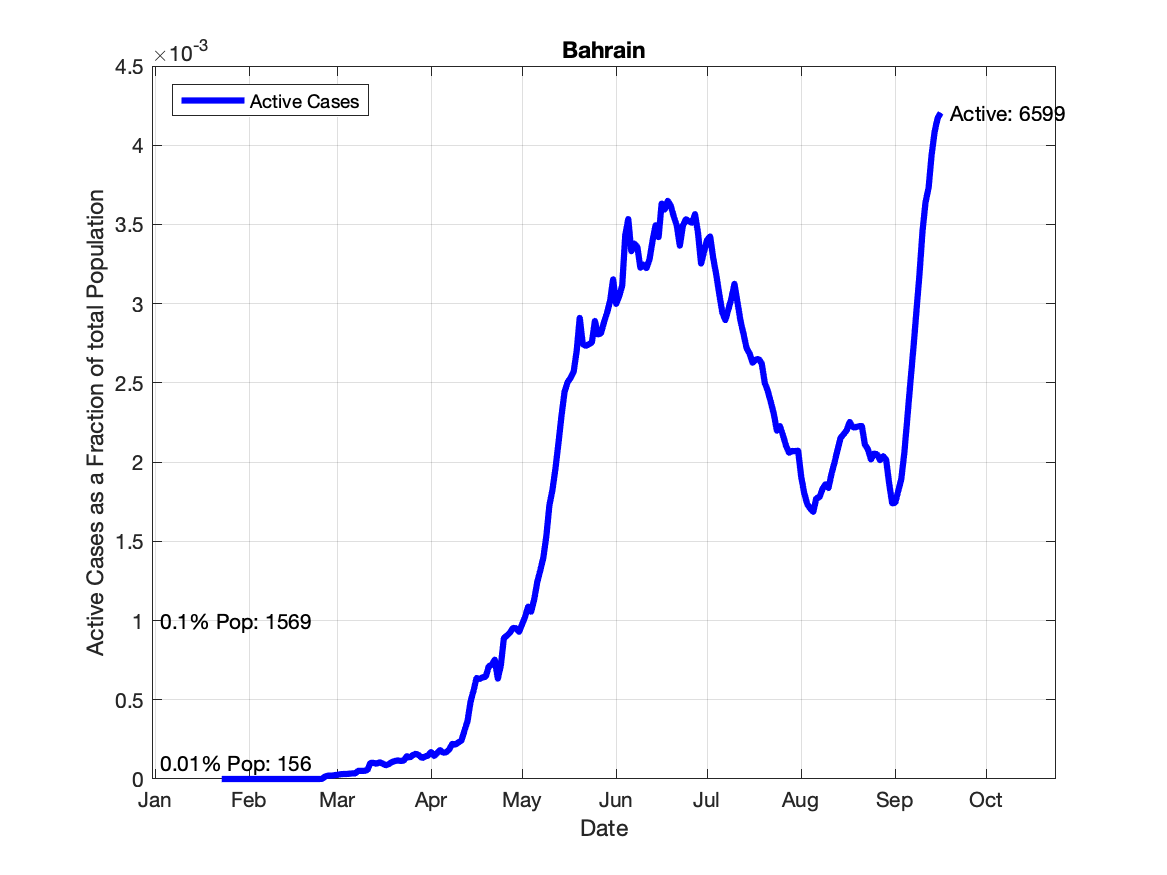 Bahrain
×10-3
4.5
4
3.5
3
2.5
2
1.5
1
0.5
0
Active Cases as a Fraction of total Population
Active Cases
Active: 6599
0.1% Pop: 1569
0.01% Pop: 156
Jan Feb Mar Apr May Jun Jul Aug Sep Oct
Date